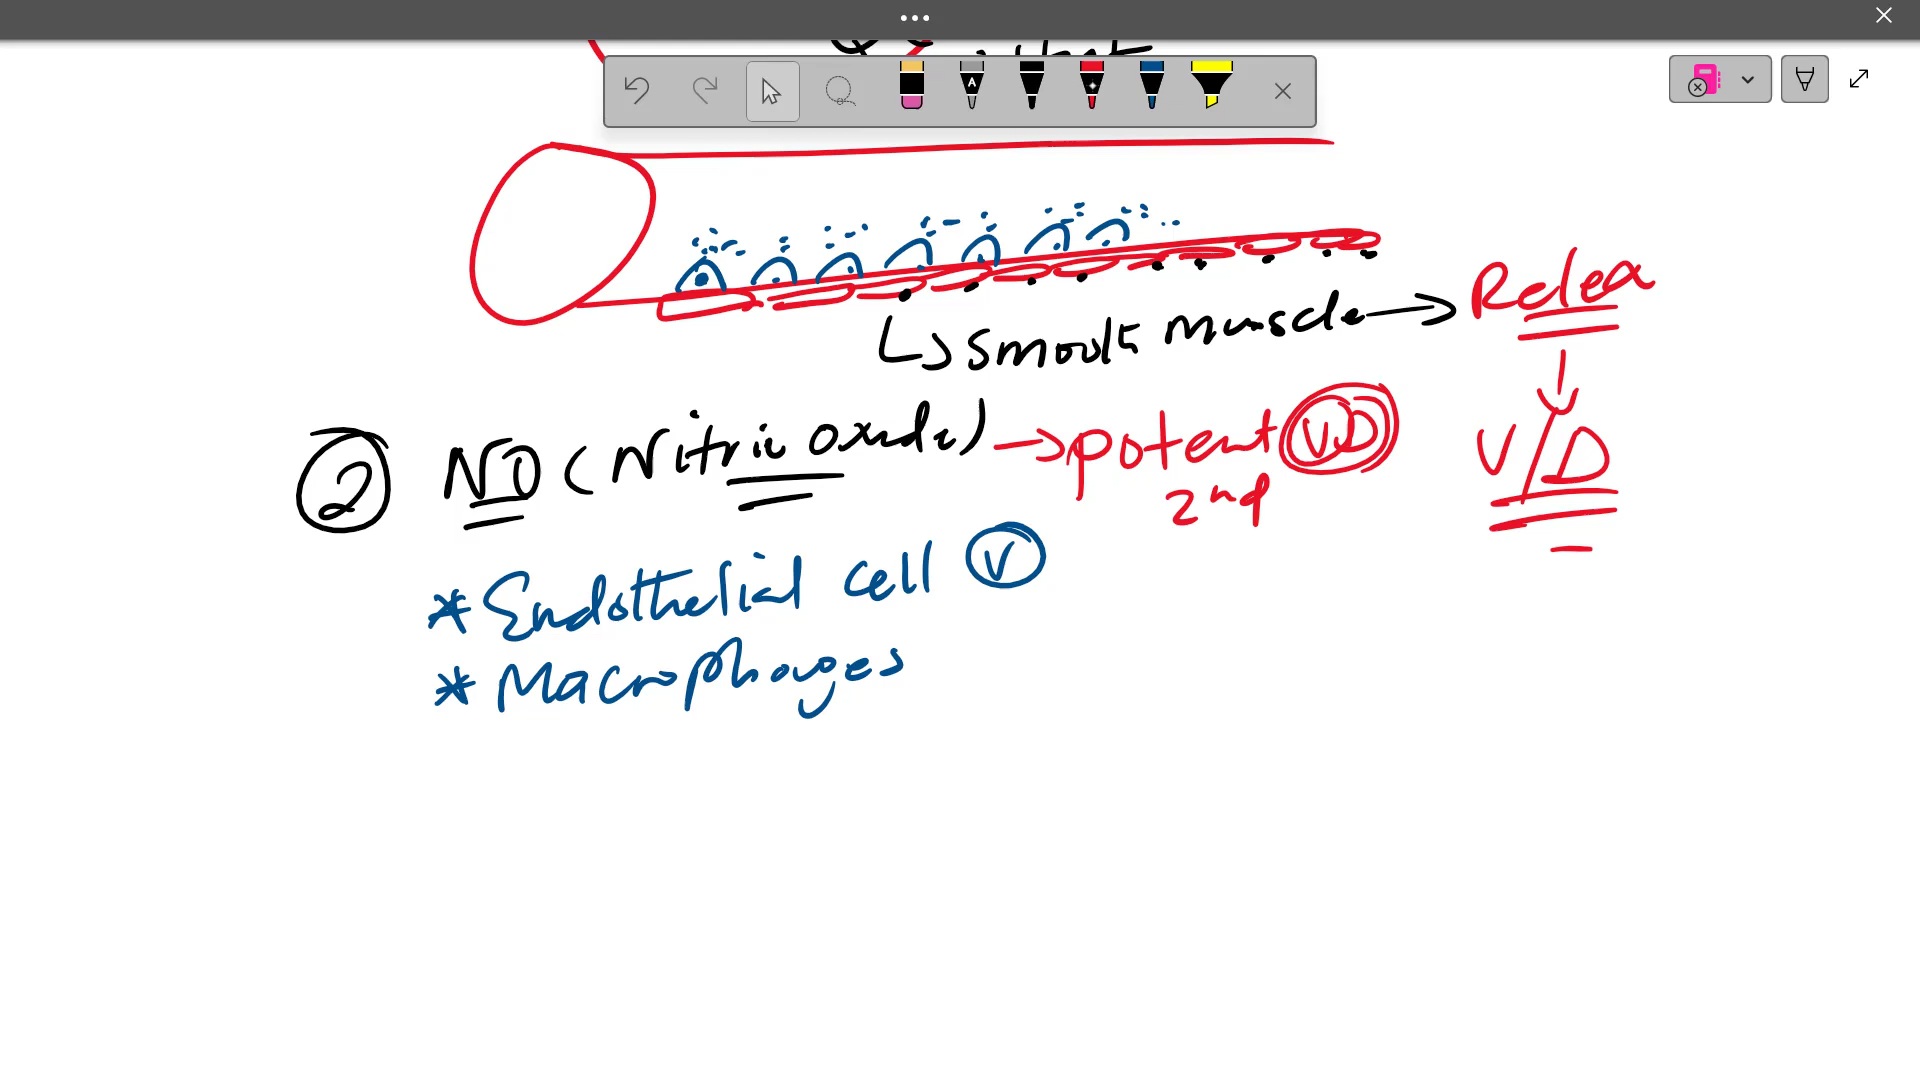 ↳ smooth muscle → Relax
② NO (Nitric oxide) → potent VD
2nd
V/D
* Endothelial cell V
* Macrophages